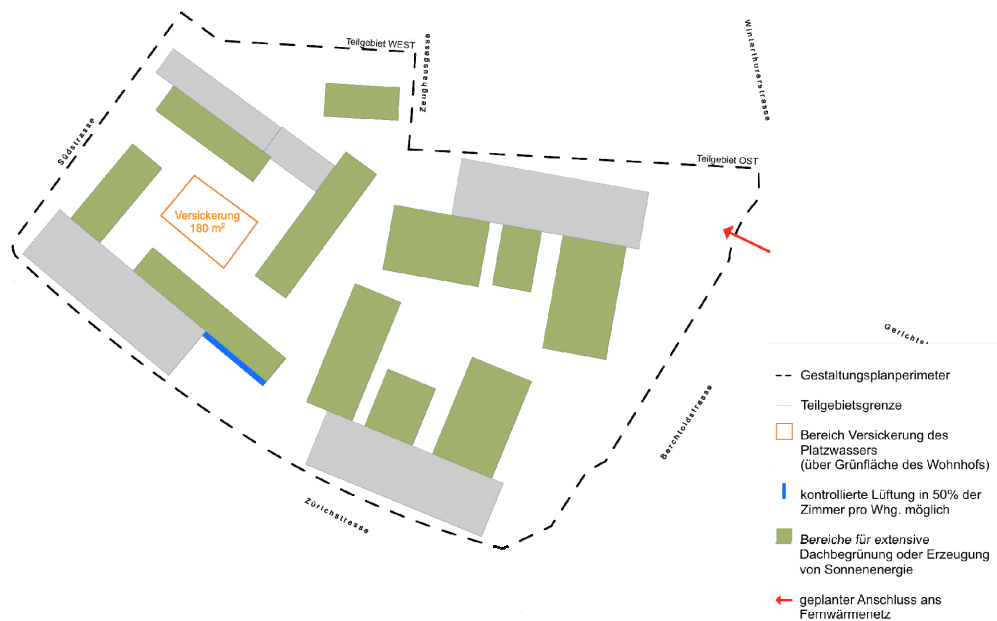 Teilgebiet WEST
Zeughausgasse
Wintarthurerstrasse
Südstrasse
Teilgebiet OST
Versickerung
180 m²
Berchtoldstrasse
Zürichstrasse
Gestaltungsplanperimeter
Teilgebietsgrenze
Bereich Versickerung des
Platzwassers
(über Grünfläche des Wohnhofs)
kontrollierte Lüftung in 50% der
Zimmer pro Whg. möglich
Bereiche für extensive
Dachbegrünung oder Erzeugung
von Sonnenenergie
geplanter Anschluss ans
Fernwärmenetz